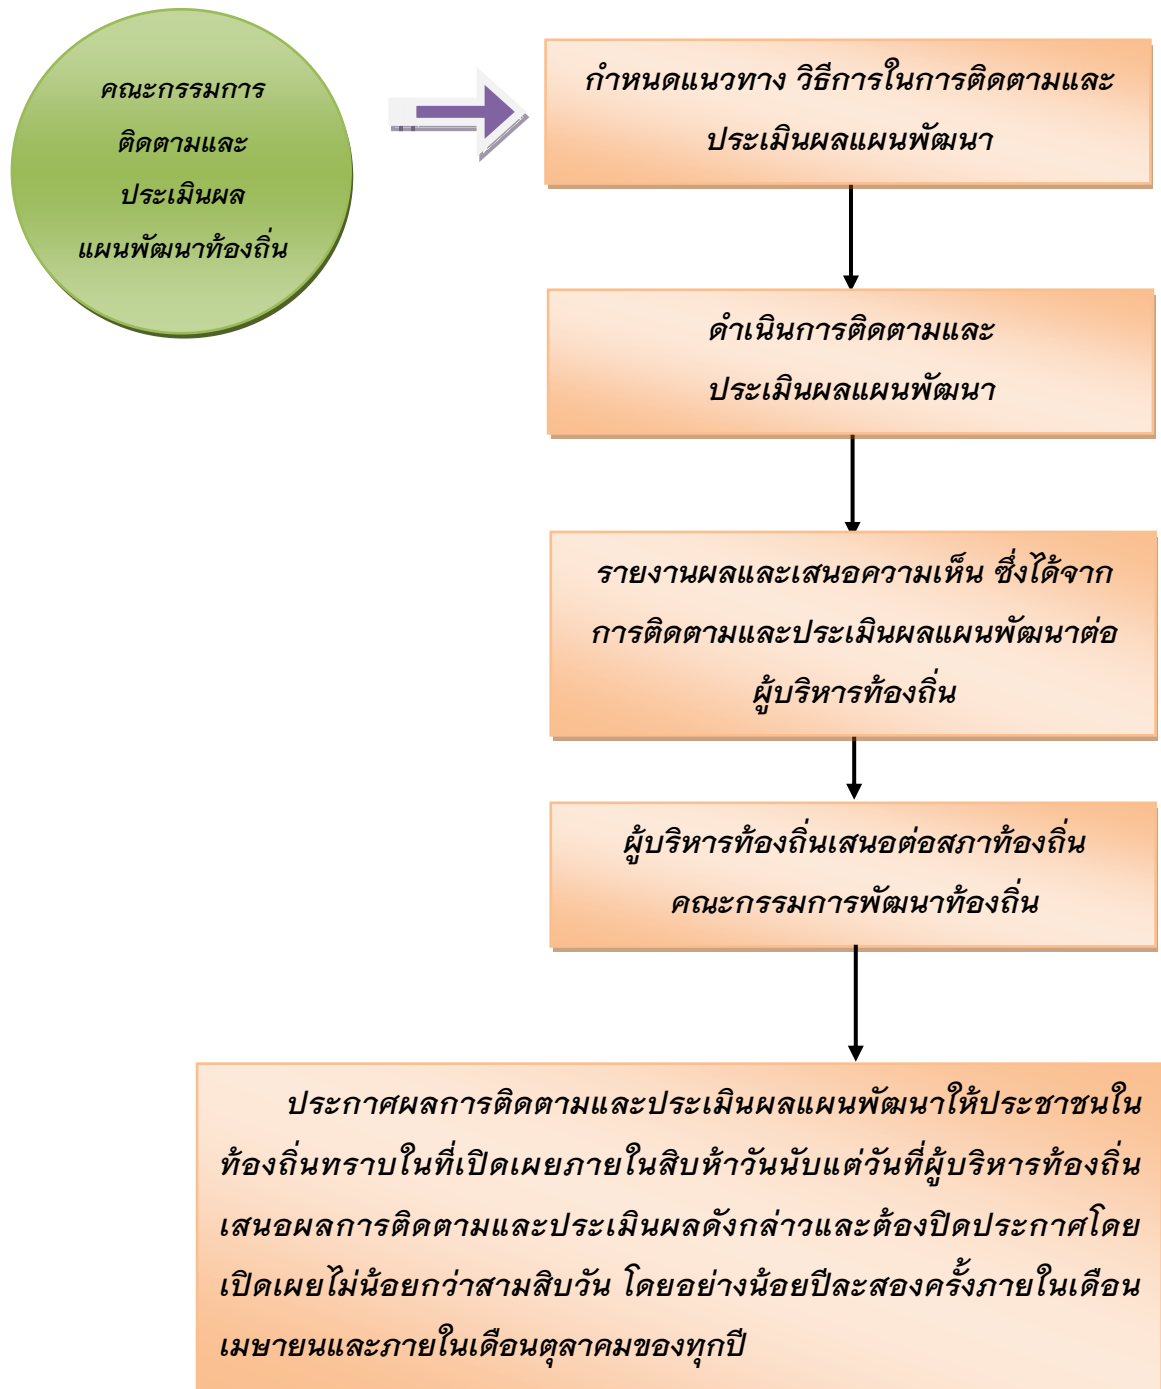 คณะกรรมการ
ติดตามและ
ประเมินผล
แผนพัฒนาท้องถิ่น
กำหนดแนวทาง วิธีการในการติดตามและ
ประเมินผลแผนพัฒนา
ดำเนินการติดตามและ
ประเมินผลแผนพัฒนา
รายงานผลและเสนอความเห็น ซึ่งได้จาก
การติดตามและประเมินผลแผนพัฒนาต่อ
ผู้บริหารท้องถิ่น
ผู้บริหารท้องถิ่นเสนอต่อสภาท้องถิ่น
คณะกรรมการพัฒนาท้องถิ่น
ประกาศผลการติดตามและประเมินผลแผนพัฒนาให้ประชาชนใน
ท้องถิ่นทราบในที่เปิดเผยภายในสิบห้าวันนับแต่วันที่ผู้บริหารท้องถิ่น
เสนอผลการติดตามและประเมินผลดังกล่าวและต้องปิดประกาศโดย
เปิดเผยไม่น้อยกว่าสามสิบวัน โดยอย่างน้อยปีละสองครั้งภายในเดือน
เมษายนและภายในเดือนตุลาคมของทุกปี